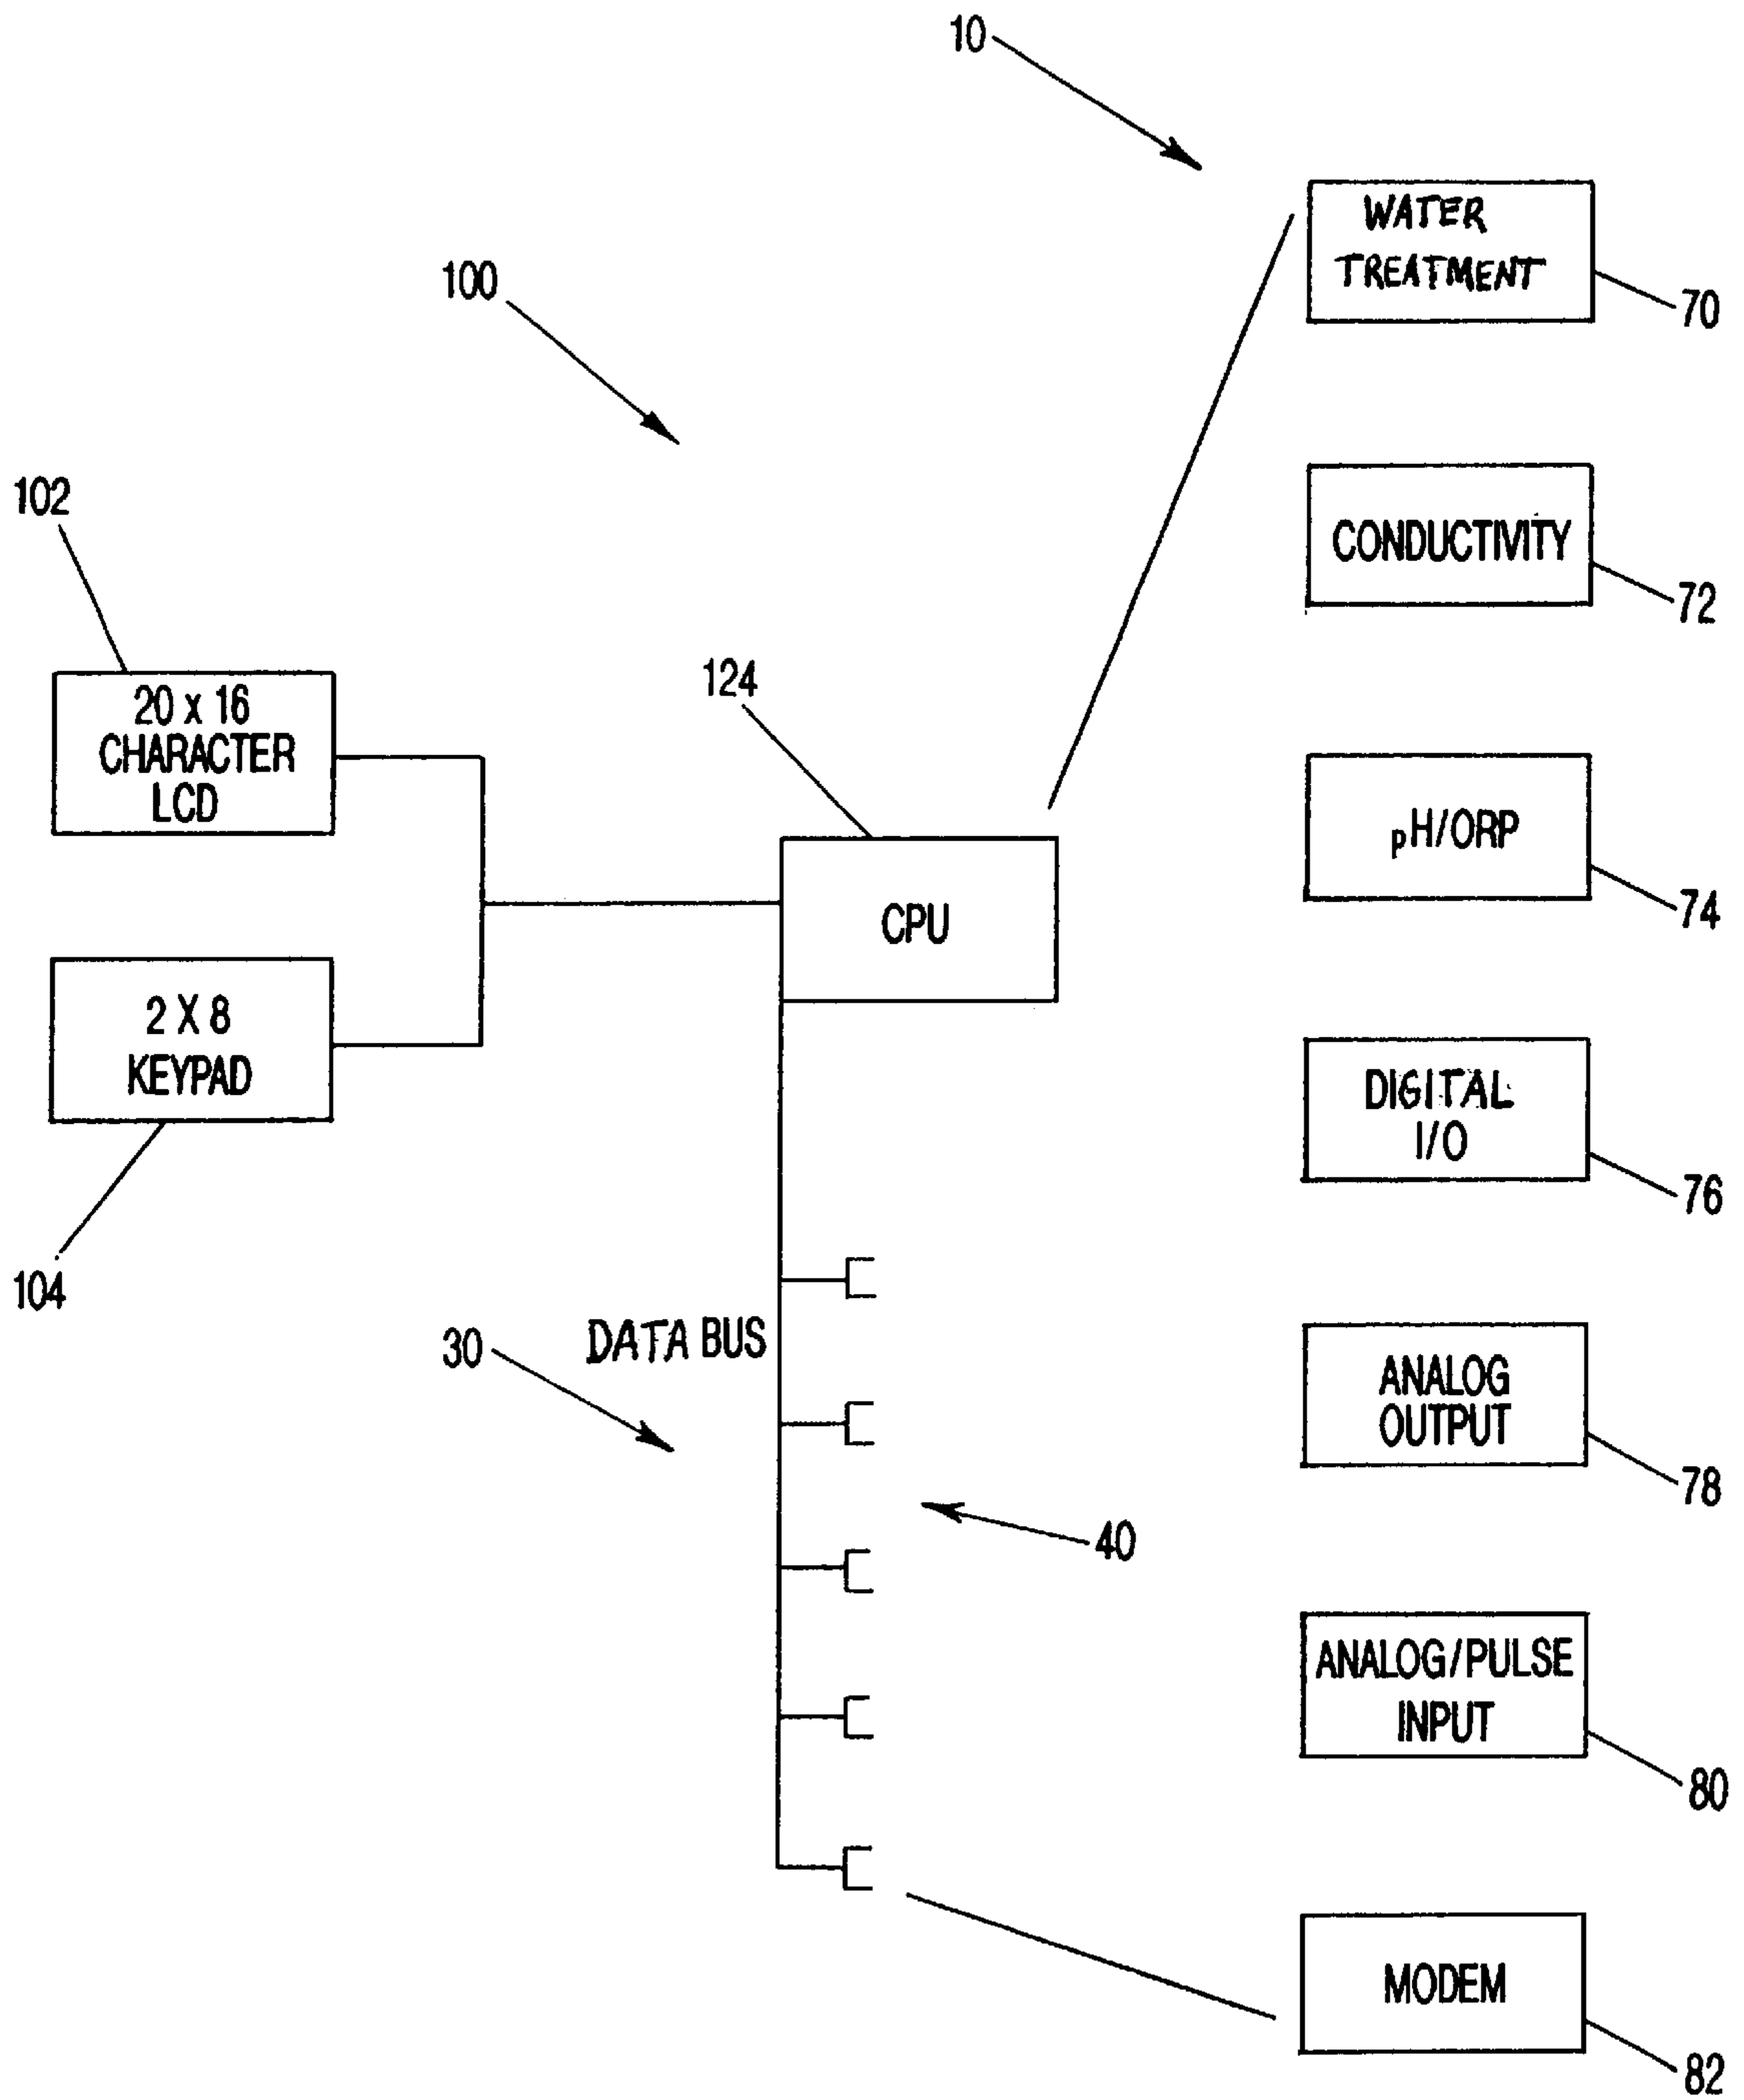 10
WATER
TREATMENT
70
100
CONDUCTIVITY
72
102
20 x 16
CHARACTER
LCD
124
pH/ORP
74
CPU
2 X 8
KEYPAD
104
DIGITAL
I/O
76
DATA BUS
30
ANALOG
OUTPUT
78
40
ANALOG/PULSE
INPUT
80
MODEM
82